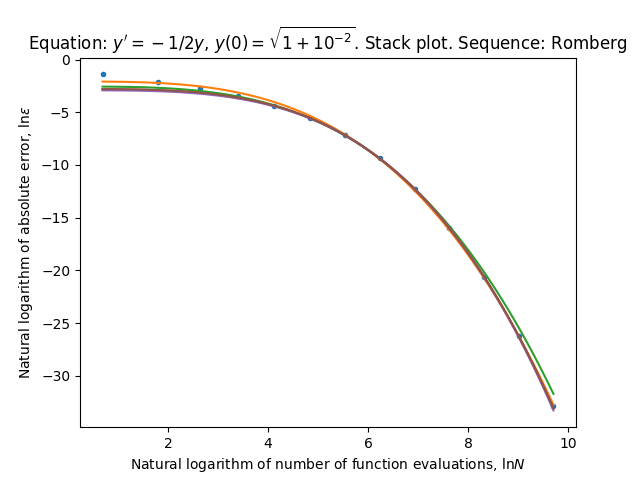 Equation: y′ = −1/2y, y(0) = √1 + 10⁻². Stack plot. Sequence: Romberg
0
−5
−10
−15
−20
−25
−30
2 4 6 8 10
Natural logarithm of absolute error, lnε
Natural logarithm of number of function evaluations, lnN